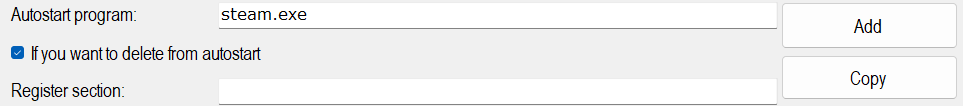 Autostart program: steam.exe
Add
If you want to delete from autostart
Copy
Register section: